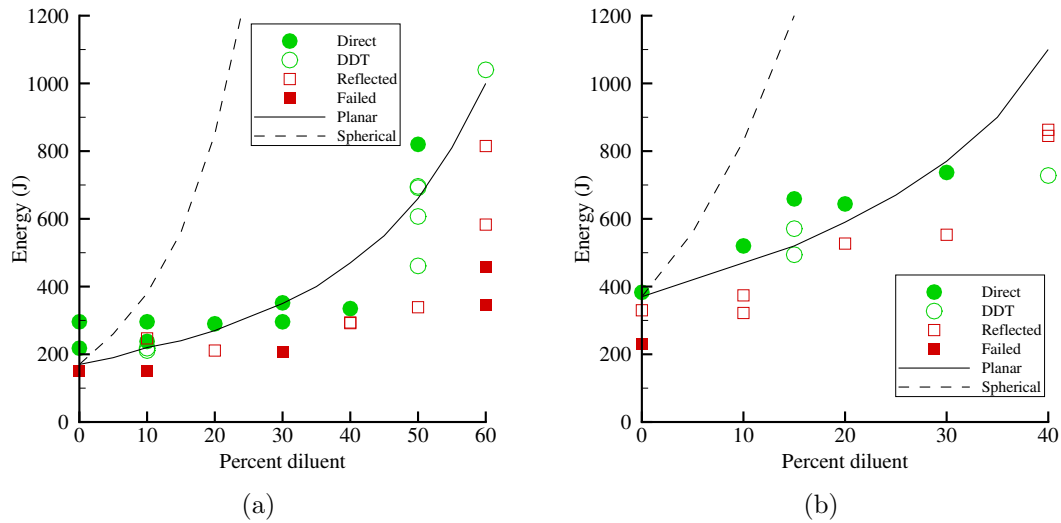 1200
1000
800
600
400
200
0
Energy (J)
0 10 20 30 40 50 60
Percent diluent
Direct
DDT
Reflected
Failed
Planar
Spherical
(a)
1200
1000
800
600
400
200
0
Energy (J)
0 10 20 30 40
Percent diluent
Direct
DDT
Reflected
Failed
Planar
Spherical
(b)